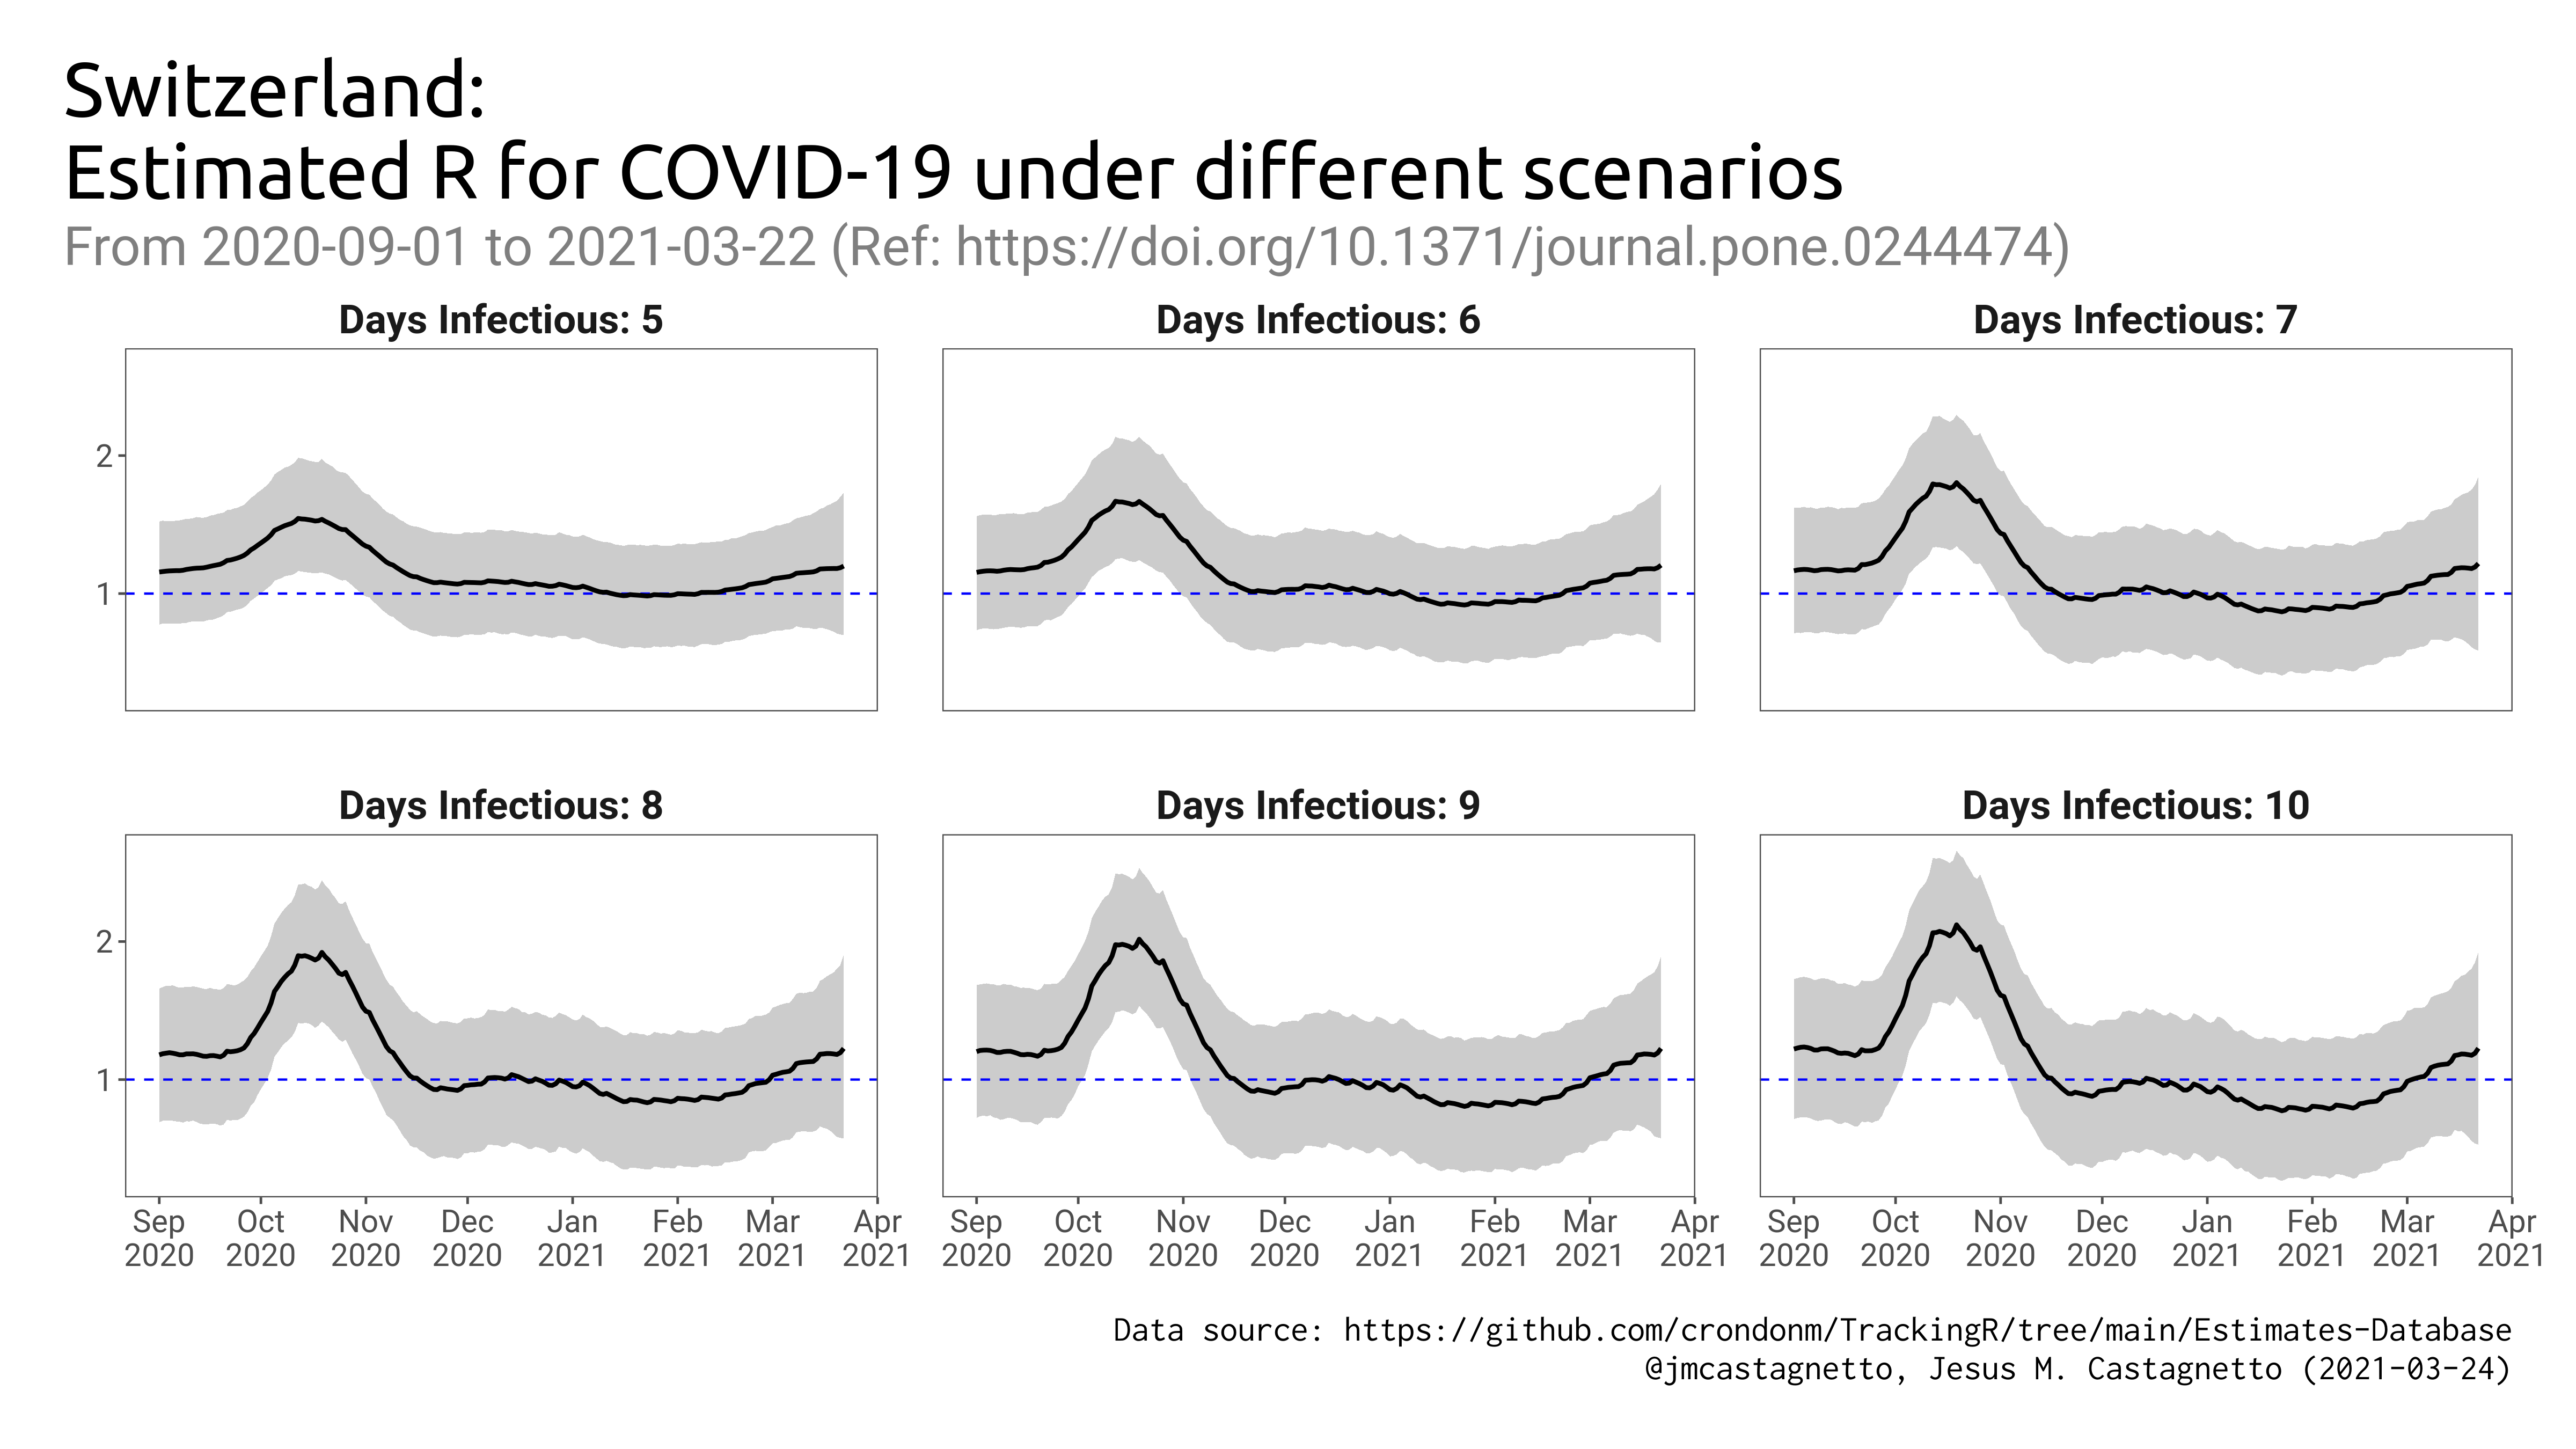 Switzerland:
Estimated R for COVID-19 under different scenarios
From 2020-09-01 to 2021-03-22 (Ref: https://doi.org/10.1371/journal.pone.0244474)
Days Infectious: 5
Days Infectious: 6
Days Infectious: 7
2
1
Days Infectious: 8
Days Infectious: 9
Days Infectious: 10
2
1
Sep Oct Nov Dec Jan Feb Mar Apr
2020 2020 2020 2020 2021 2021 2021 2021
Sep Oct Nov Dec Jan Feb Mar Apr
2020 2020 2020 2020 2021 2021 2021 2021
Sep Oct Nov Dec Jan Feb Mar Apr
2020 2020 2020 2020 2021 2021 2021 2021
Data source: https://github.com/crondonm/TrackingR/tree/main/Estimates-Database
@jmcastagnetto, Jesus M. Castagnetto (2021-03-24)